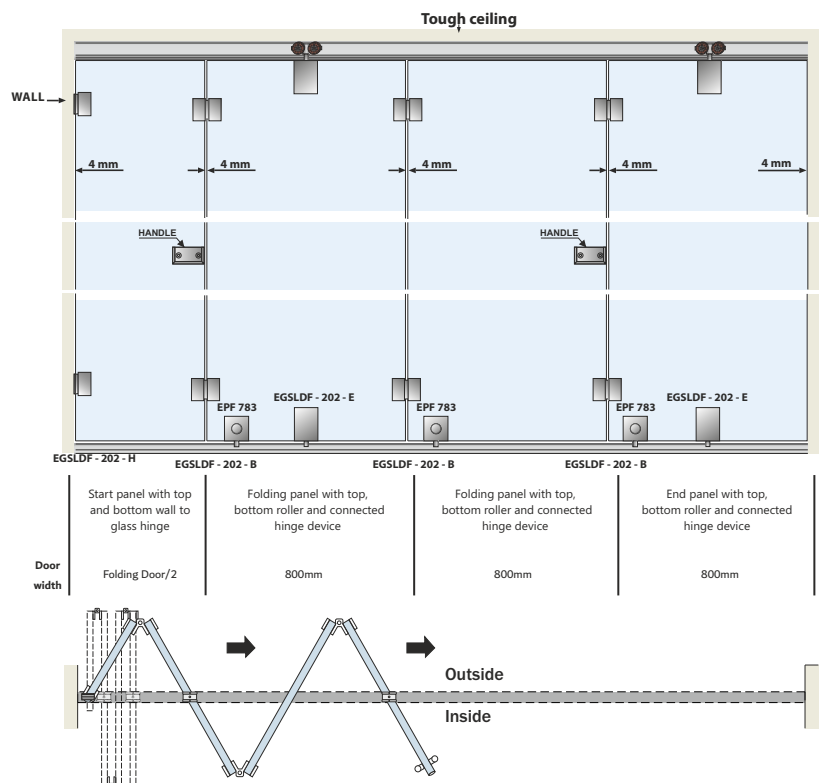 Tough ceiling
WALL
4 mm
4 mm
4 mm
4 mm
4 mm
HANDLE
HANDLE
EGSLDF - 202 - E
EGSLDF - 202 - E
EPF 783
EPF 783
EPF 783
EGSLDF - 202 - H
EGSLDF - 202 - B
EGSLDF - 202 - B
EGSLDF - 202 - B
Start panel with top
and bottom wall to
glass hinge
Folding panel with top,
bottom roller and connected
hinge device
Folding panel with top,
bottom roller and connected
hinge device
End panel with top,
bottom roller and connected
hinge device
Door
width
Folding Door/2
800mm
800mm
800mm
Outside
Inside